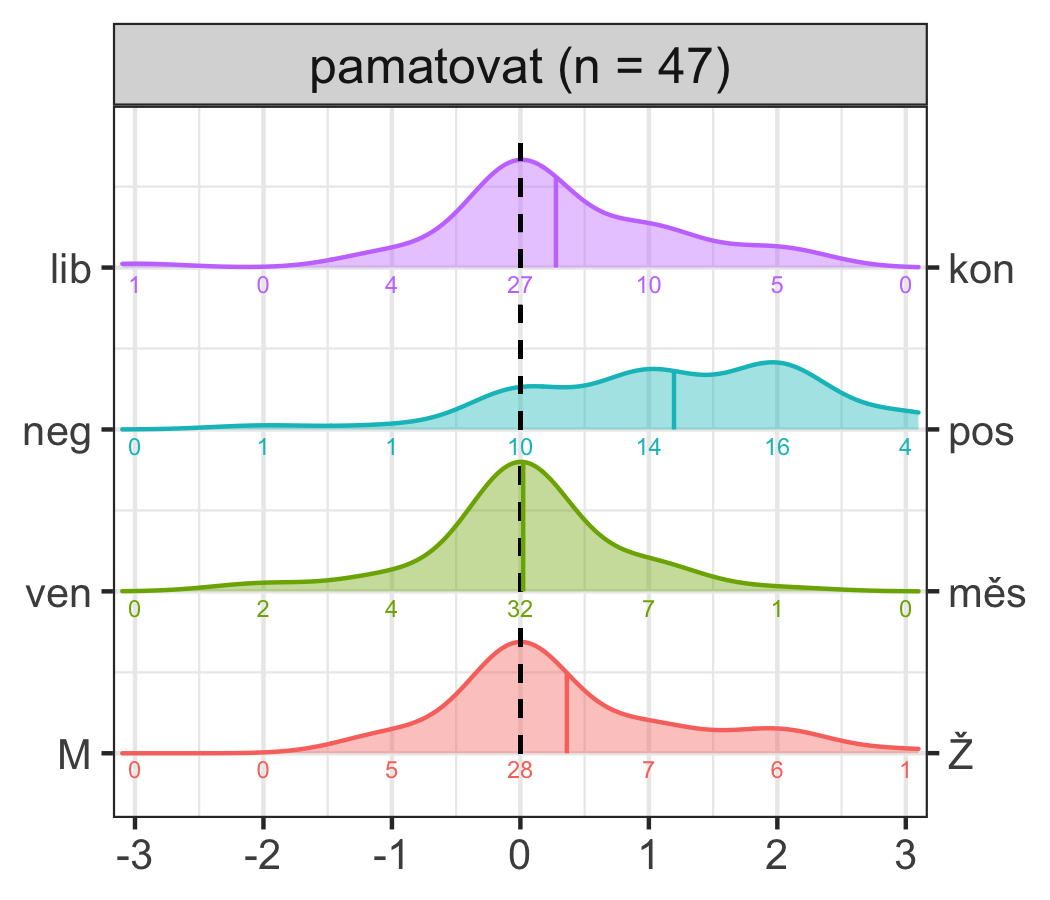 pamatovat (n = 47)
lib kon
1 0 4 27 10 5 0
neg pos
0 1 1 10 14 16 4
ven měs
0 2 4 32 7 1 0
M Ž
0 0 5 28 7 6 1
-3 -2 -1 0 1 2 3